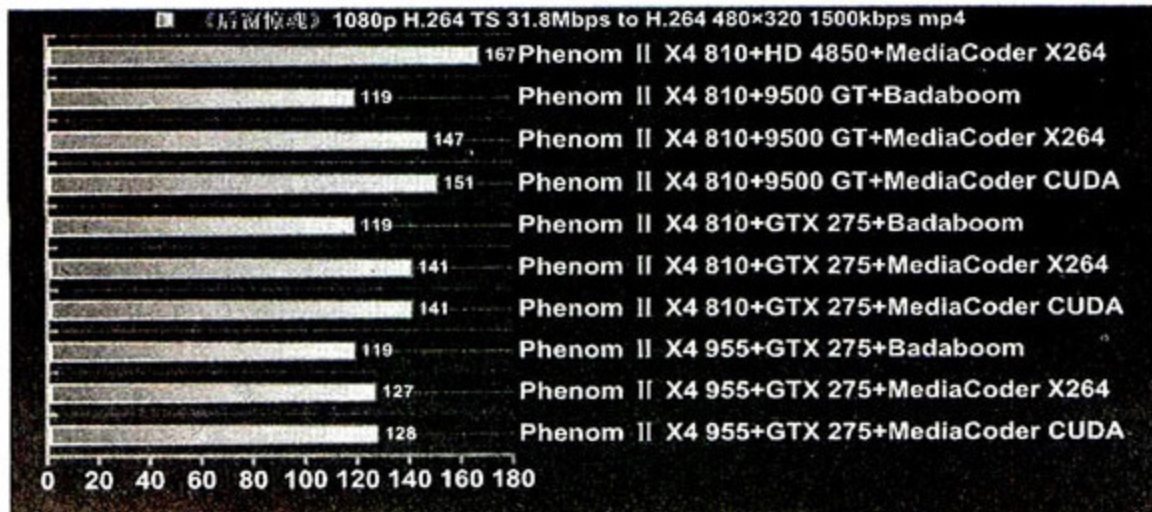 《后窗惊魂》 1080p H.264 TS 31.8Mbps to H.264 480×320 1500kbps mp4
167 Phenom Ⅱ X4 810+HD 4850+MediaCoder X264
119 Phenom Ⅱ X4 810+9500 GT+Badaboom
147 Phenom Ⅱ X4 810+9500 GT+MediaCoder X264
151 Phenom Ⅱ X4 810+9500 GT+MediaCoder CUDA
119 Phenom Ⅱ X4 810+GTX 275+Badaboom
141 Phenom Ⅱ X4 810+GTX 275+MediaCoder X264
141 Phenom Ⅱ X4 810+GTX 275+MediaCoder CUDA
119 Phenom Ⅱ X4 955+GTX 275+Badaboom
127 Phenom Ⅱ X4 955+GTX 275+MediaCoder X264
128 Phenom Ⅱ X4 955+GTX 275+MediaCoder CUDA
0 20 40 60 80 100 120 140 160 180